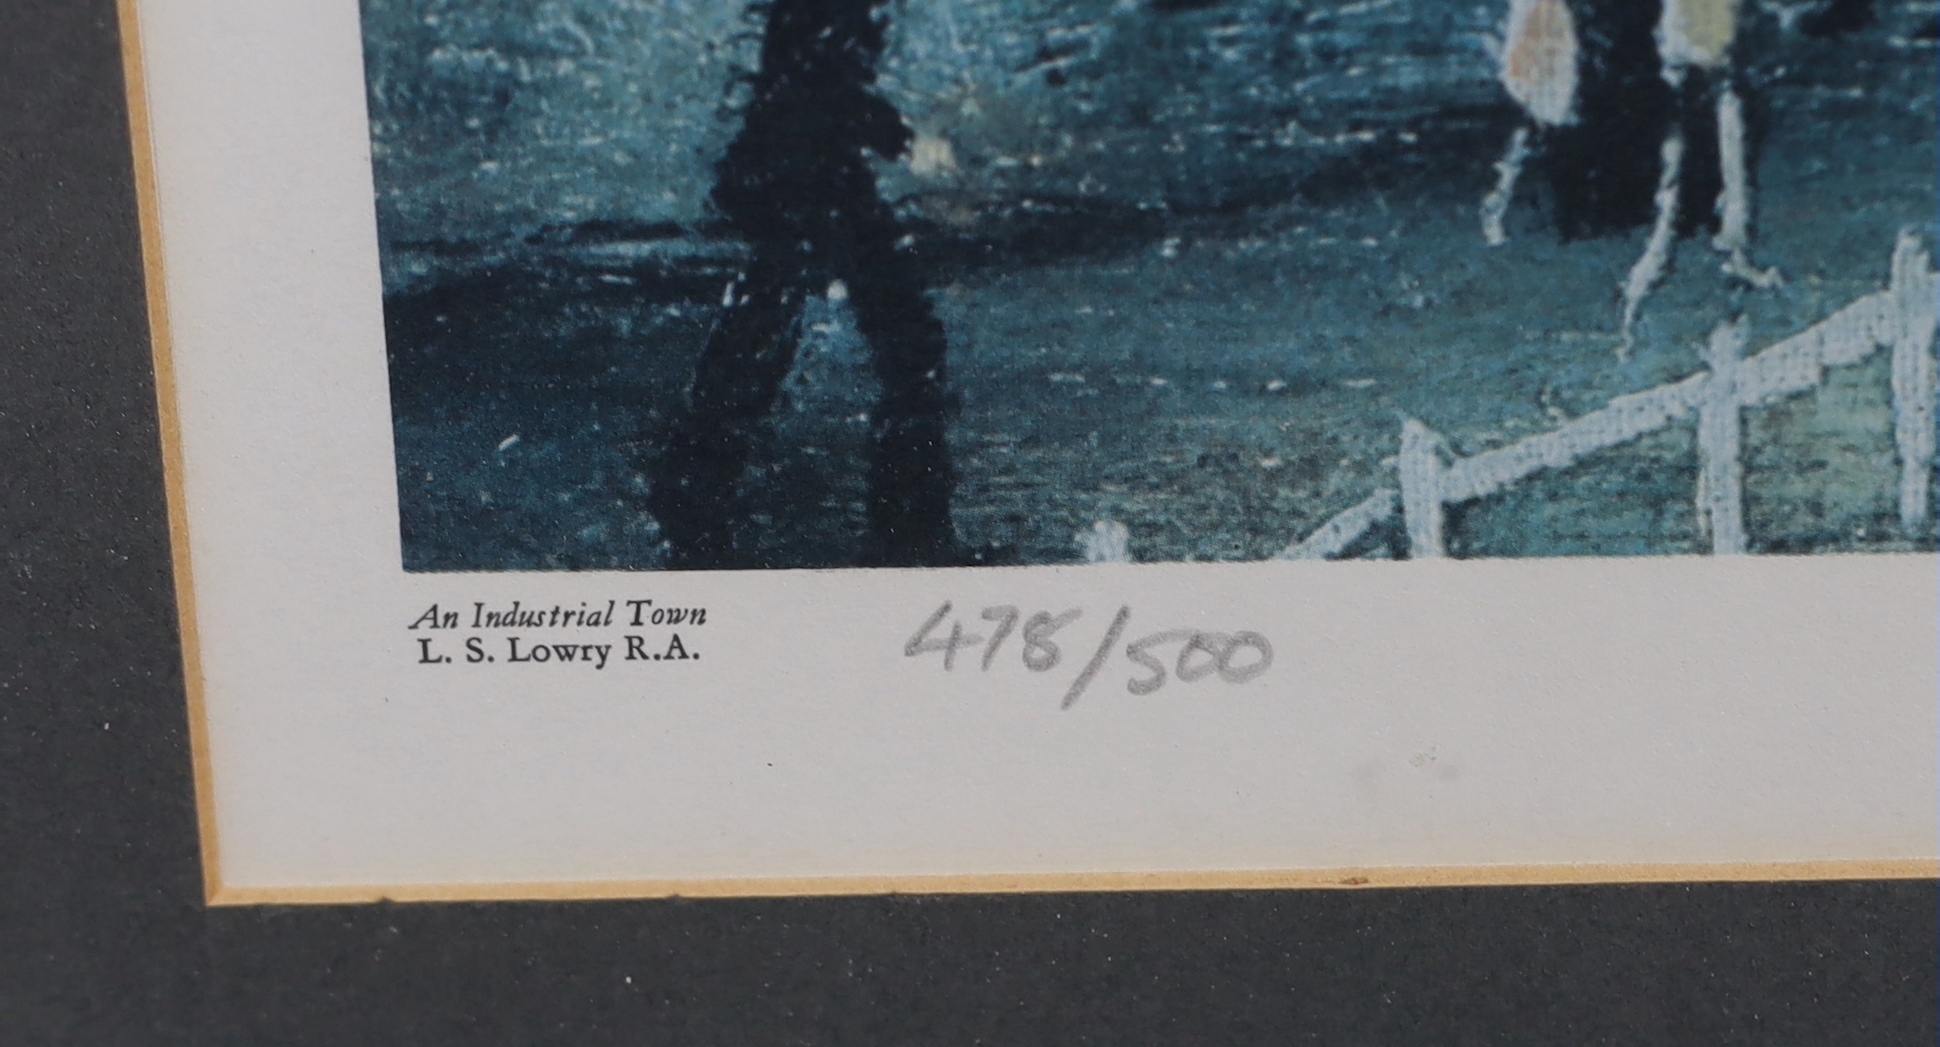 An Industrial Town
L. S. Lowry R.A.
478/500